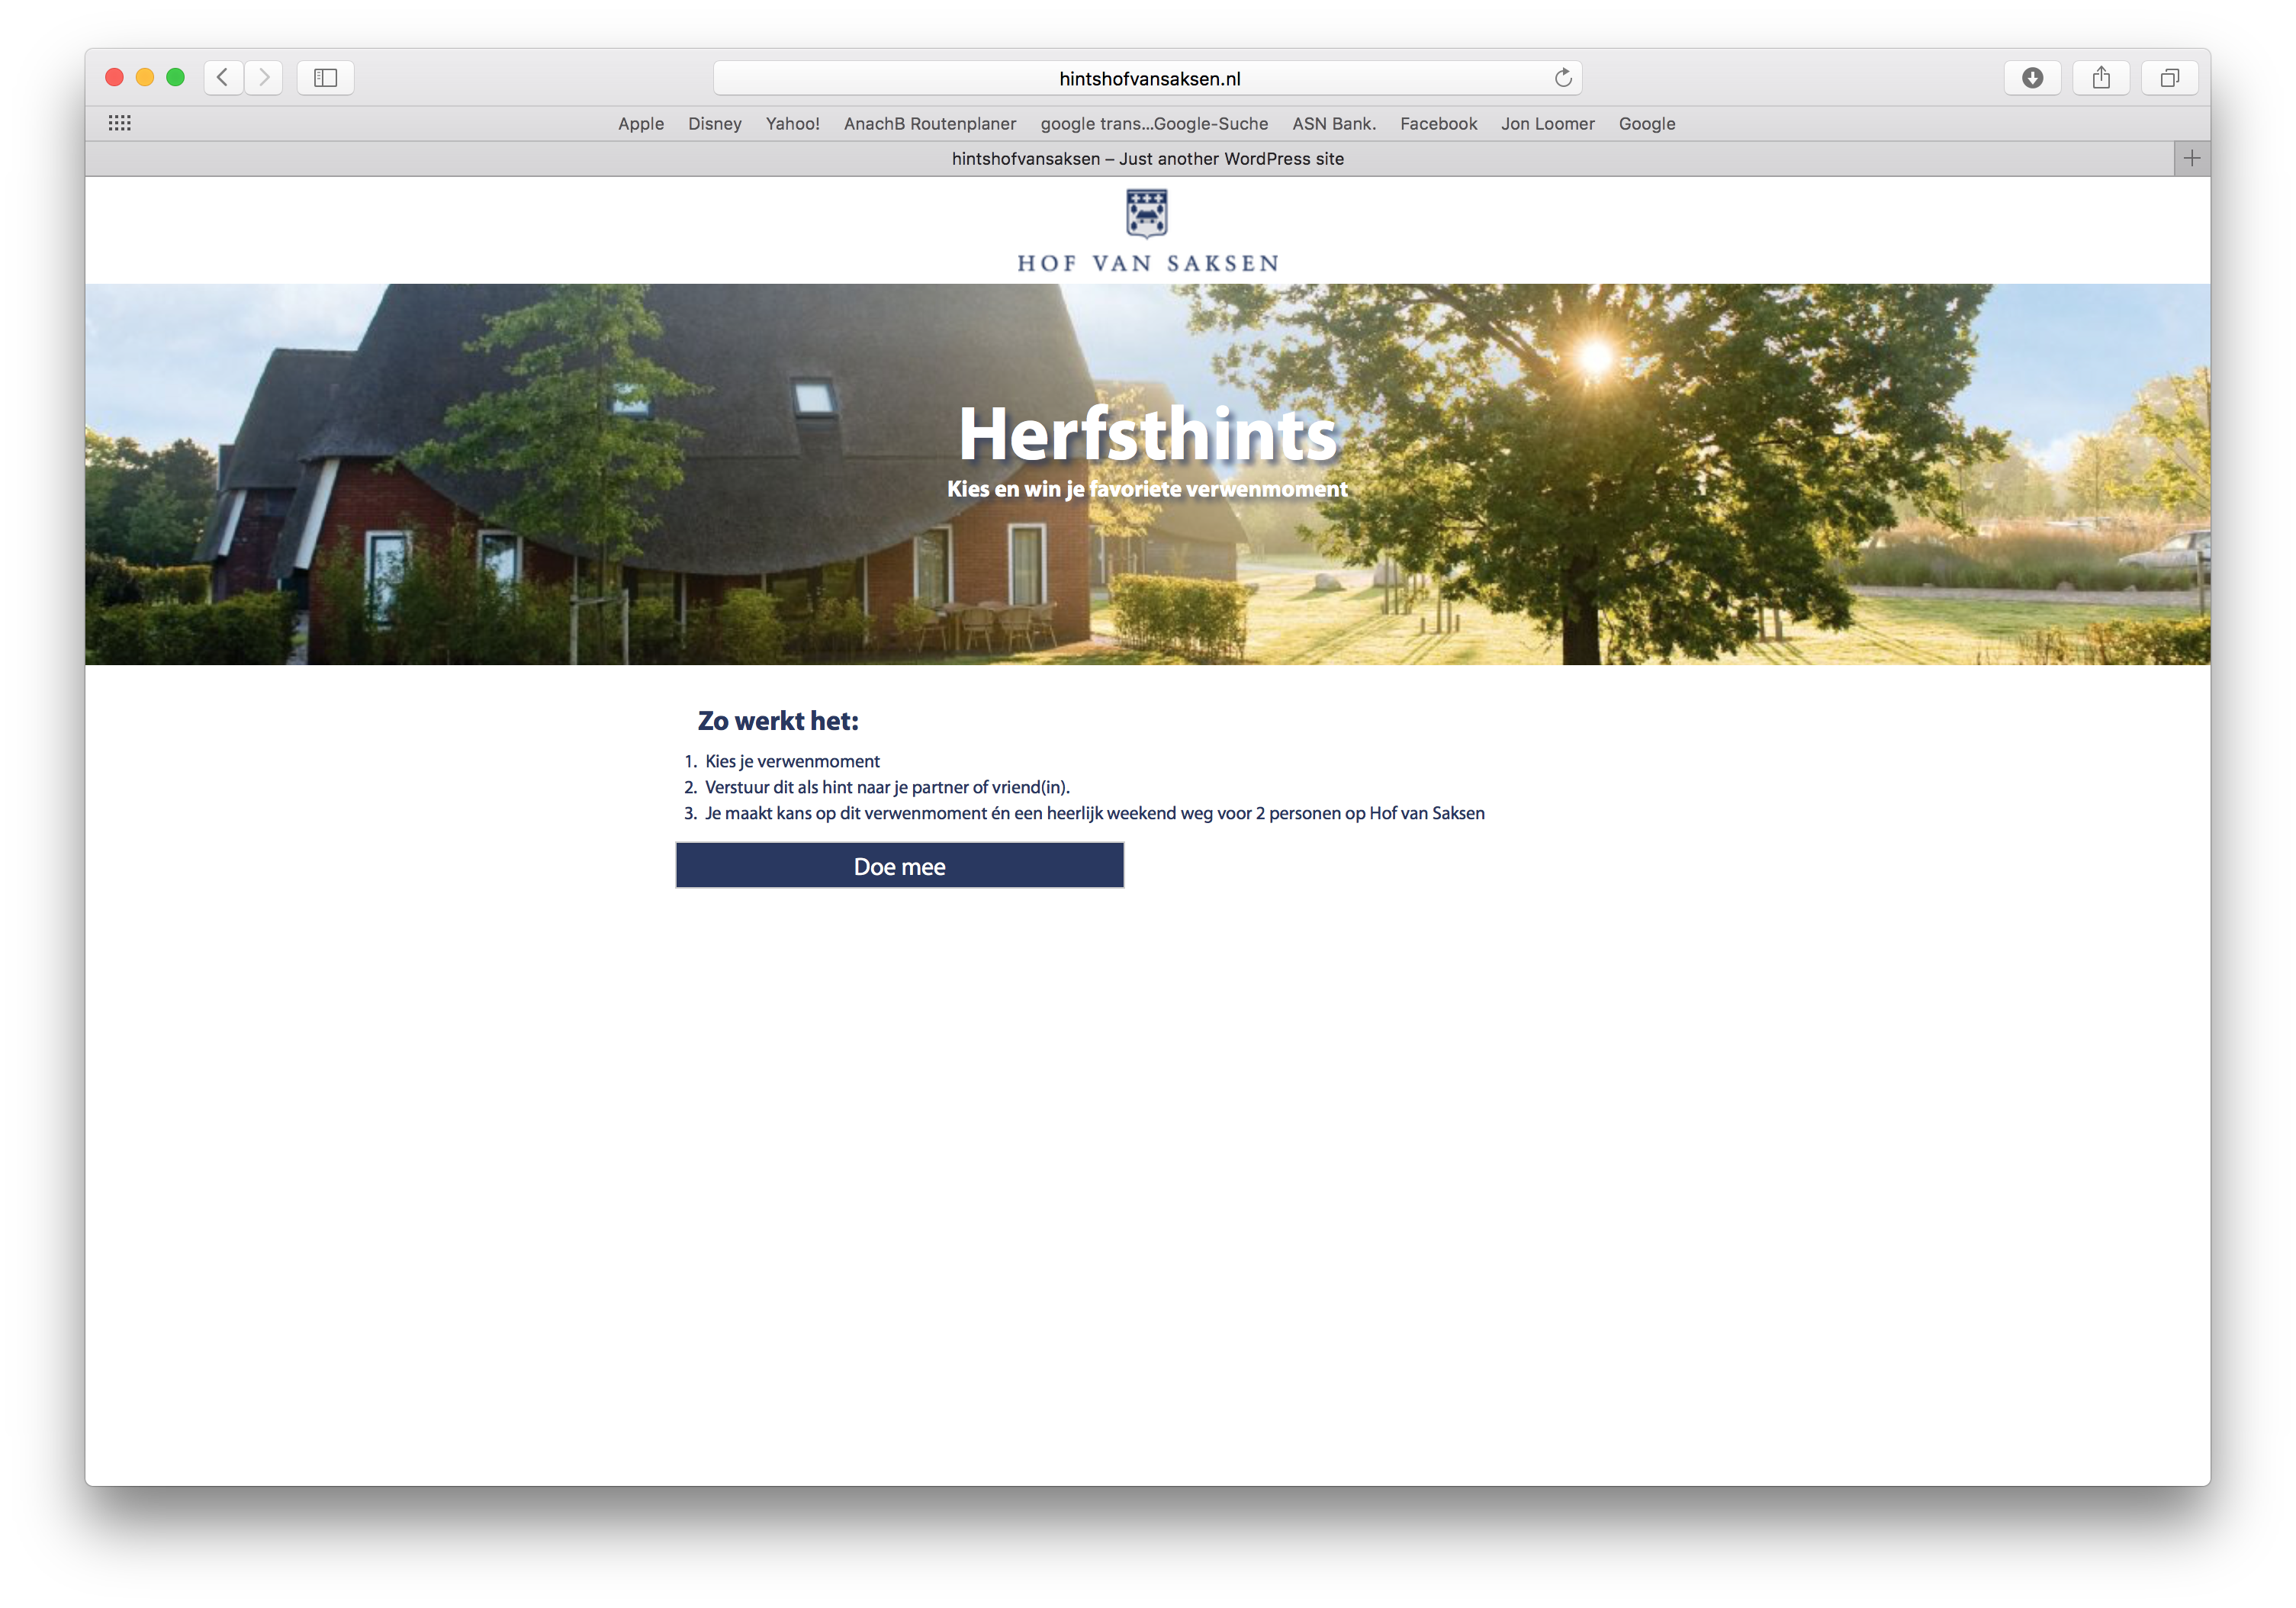 hintshofvansaksen.nl
Apple Disney Yahoo! AnachB Routenplaner google trans...Google-Suche ASN Bank. Facebook Jon Loomer Google
hintshofvansaksen – Just another WordPress site
HOF VAN SAKSEN
Herfsthints
Kies en win je favoriete verwenmoment
Zo werkt het:
1. Kies je verwenmoment
2. Verstuur dit als hint naar je partner of vriend(in).
3. Je maakt kans op dit verwenmoment én een heerlijk weekend weg voor 2 personen op Hof van Saksen
Doe mee